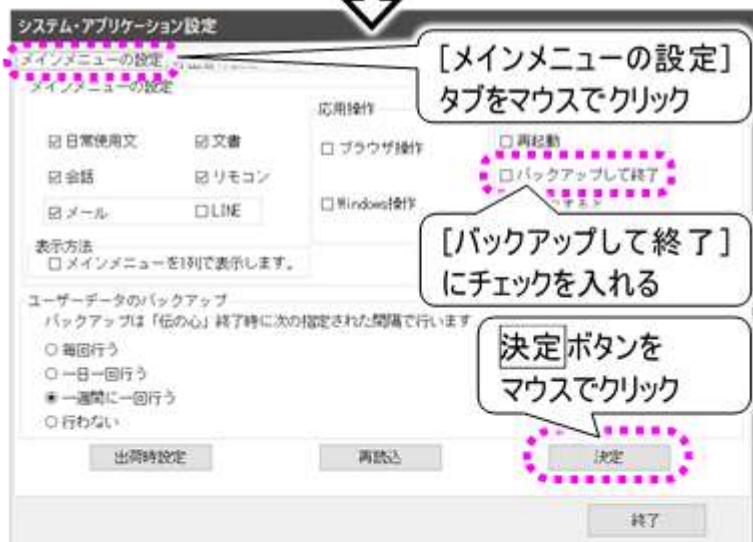 システム・アプリケーション設定
メインメニューの設定
メインメニューの設定
[メインメニューの設定]
タブをマウスでクリック
応用操作
日常使用文
文書
ブラウザ操作
再起動
会話
リモコン
バックアップして終了
メール
LINE
Windows操作
[バックアップして終了]
にチェックを入れる
表示方法
メインメニューを1列で表示します。
ユーザーデータのバックアップ
バックアップは「伝の心」終了時に次の指定された間隔で行います
毎回行う
一日一回行う
一週間に一回行う
行わない
決定ボタンを
マウスでクリック
出荷時設定
再読込
決定
終了